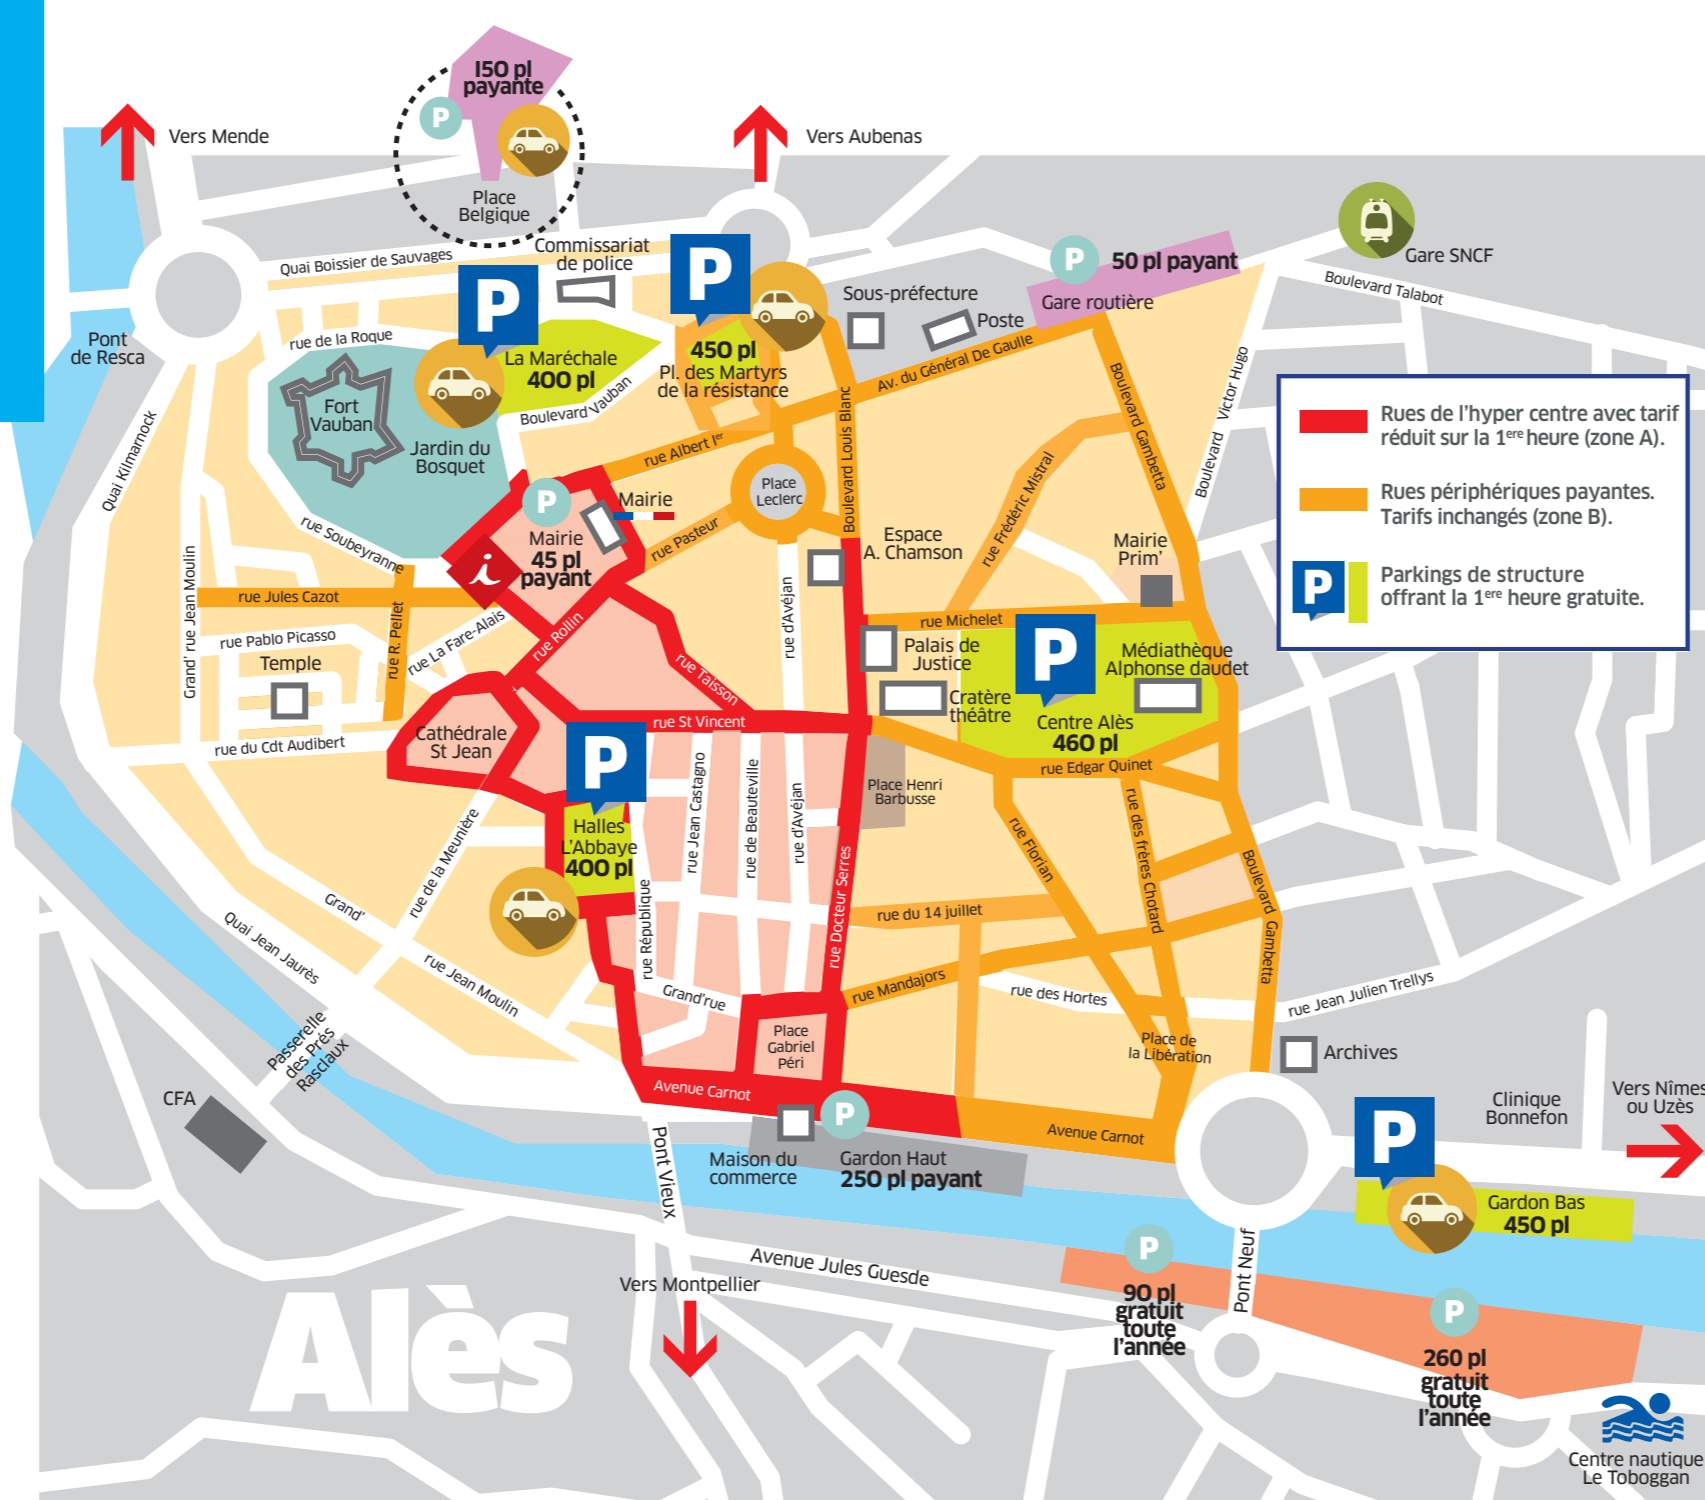 150 pl
payante
P
Vers Mende
Vers Aubenas
Place
Belgique
Commissariat
de police
Quai Boissier de Sauvages
P
P
P
50 pl payant
Gare SNCF
Gare routière
Boulevard Talabot
Sous-préfecture
Poste
Pont
de Resca
rue de la Roque
La Maréchale
400 pl
450 pl
Pl. des Martyrs
de la résistance
Av. du Général De Gaulle
Boulevard Vauban
Fort
Vauban
Jardin du
Bosquet
rue Albert Ier
Boulevard Louis Blanc
Boulevard Gambetta
Boulevard Victor Hugo
Quai Kilmarnock
Rues de l'hyper centre avec tarif
réduit sur la 1ere heure (zone A).
Rues périphériques payantes.
Tarifs inchangés (zone B).
P
Parkings de structure
offrant la 1ere heure gratuite.
Place
Leclerc
P
Mairie
Mairie
45 pl
payant
i
rue Pasteur
rue Frédéric Mistral
Espace
A. Chamson
Mairie
Prim'
rue Soubeyranne
Grand' rue Jean Moulin
rue Jules Cazot
rue R. Pellet
rue Pablo Picasso
rue La Fare-Alais
Temple
rue Rollin
rue Taisson
rue d'Avéjan
rue Michelet
Palais de
Justice
P
Médiathèque
Alphonse daudet
Cratère
théâtre
Centre Alès
460 pl
rue du Cdt Audibert
Cathédrale
St Jean
rue St Vincent
P
rue Edgar Quinet
Place Henri
Barbusse
Halles
L'Abbaye
400 pl
rue Jean Castagno
rue de Beauteville
rue d'Avéjan
rue de la Meunière
rue République
rue Docteur Serres
rue Florian
rue des frères Chotard
Boulevard Gambetta
rue du 14 juillet
Grand'
rue Jean Moulin
Quai Jean Jaurès
Grand'rue
rue Mandajors
rue des Hortes
rue Jean Julien Trellys
Passerelle
des Prés
Rasclaux
Place
Gabriel
Péri
Place de
la Libération
Archives
CFA
Avenue Carnot
P
Avenue Carnot
Clinique
Bonnefon
Vers Nîmes
ou Uzès
P
Pont Vieux
Maison du
commerce
Gardon Haut
250 pl payant
Gardon Bas
450 pl
Avenue Jules Guesde
P
Pont Neuf
Vers Montpellier
90 pl
gratuit
toute
l'année
P
260 pl
gratuit
toute
l'année
Alès
Centre nautique
Le Toboggan